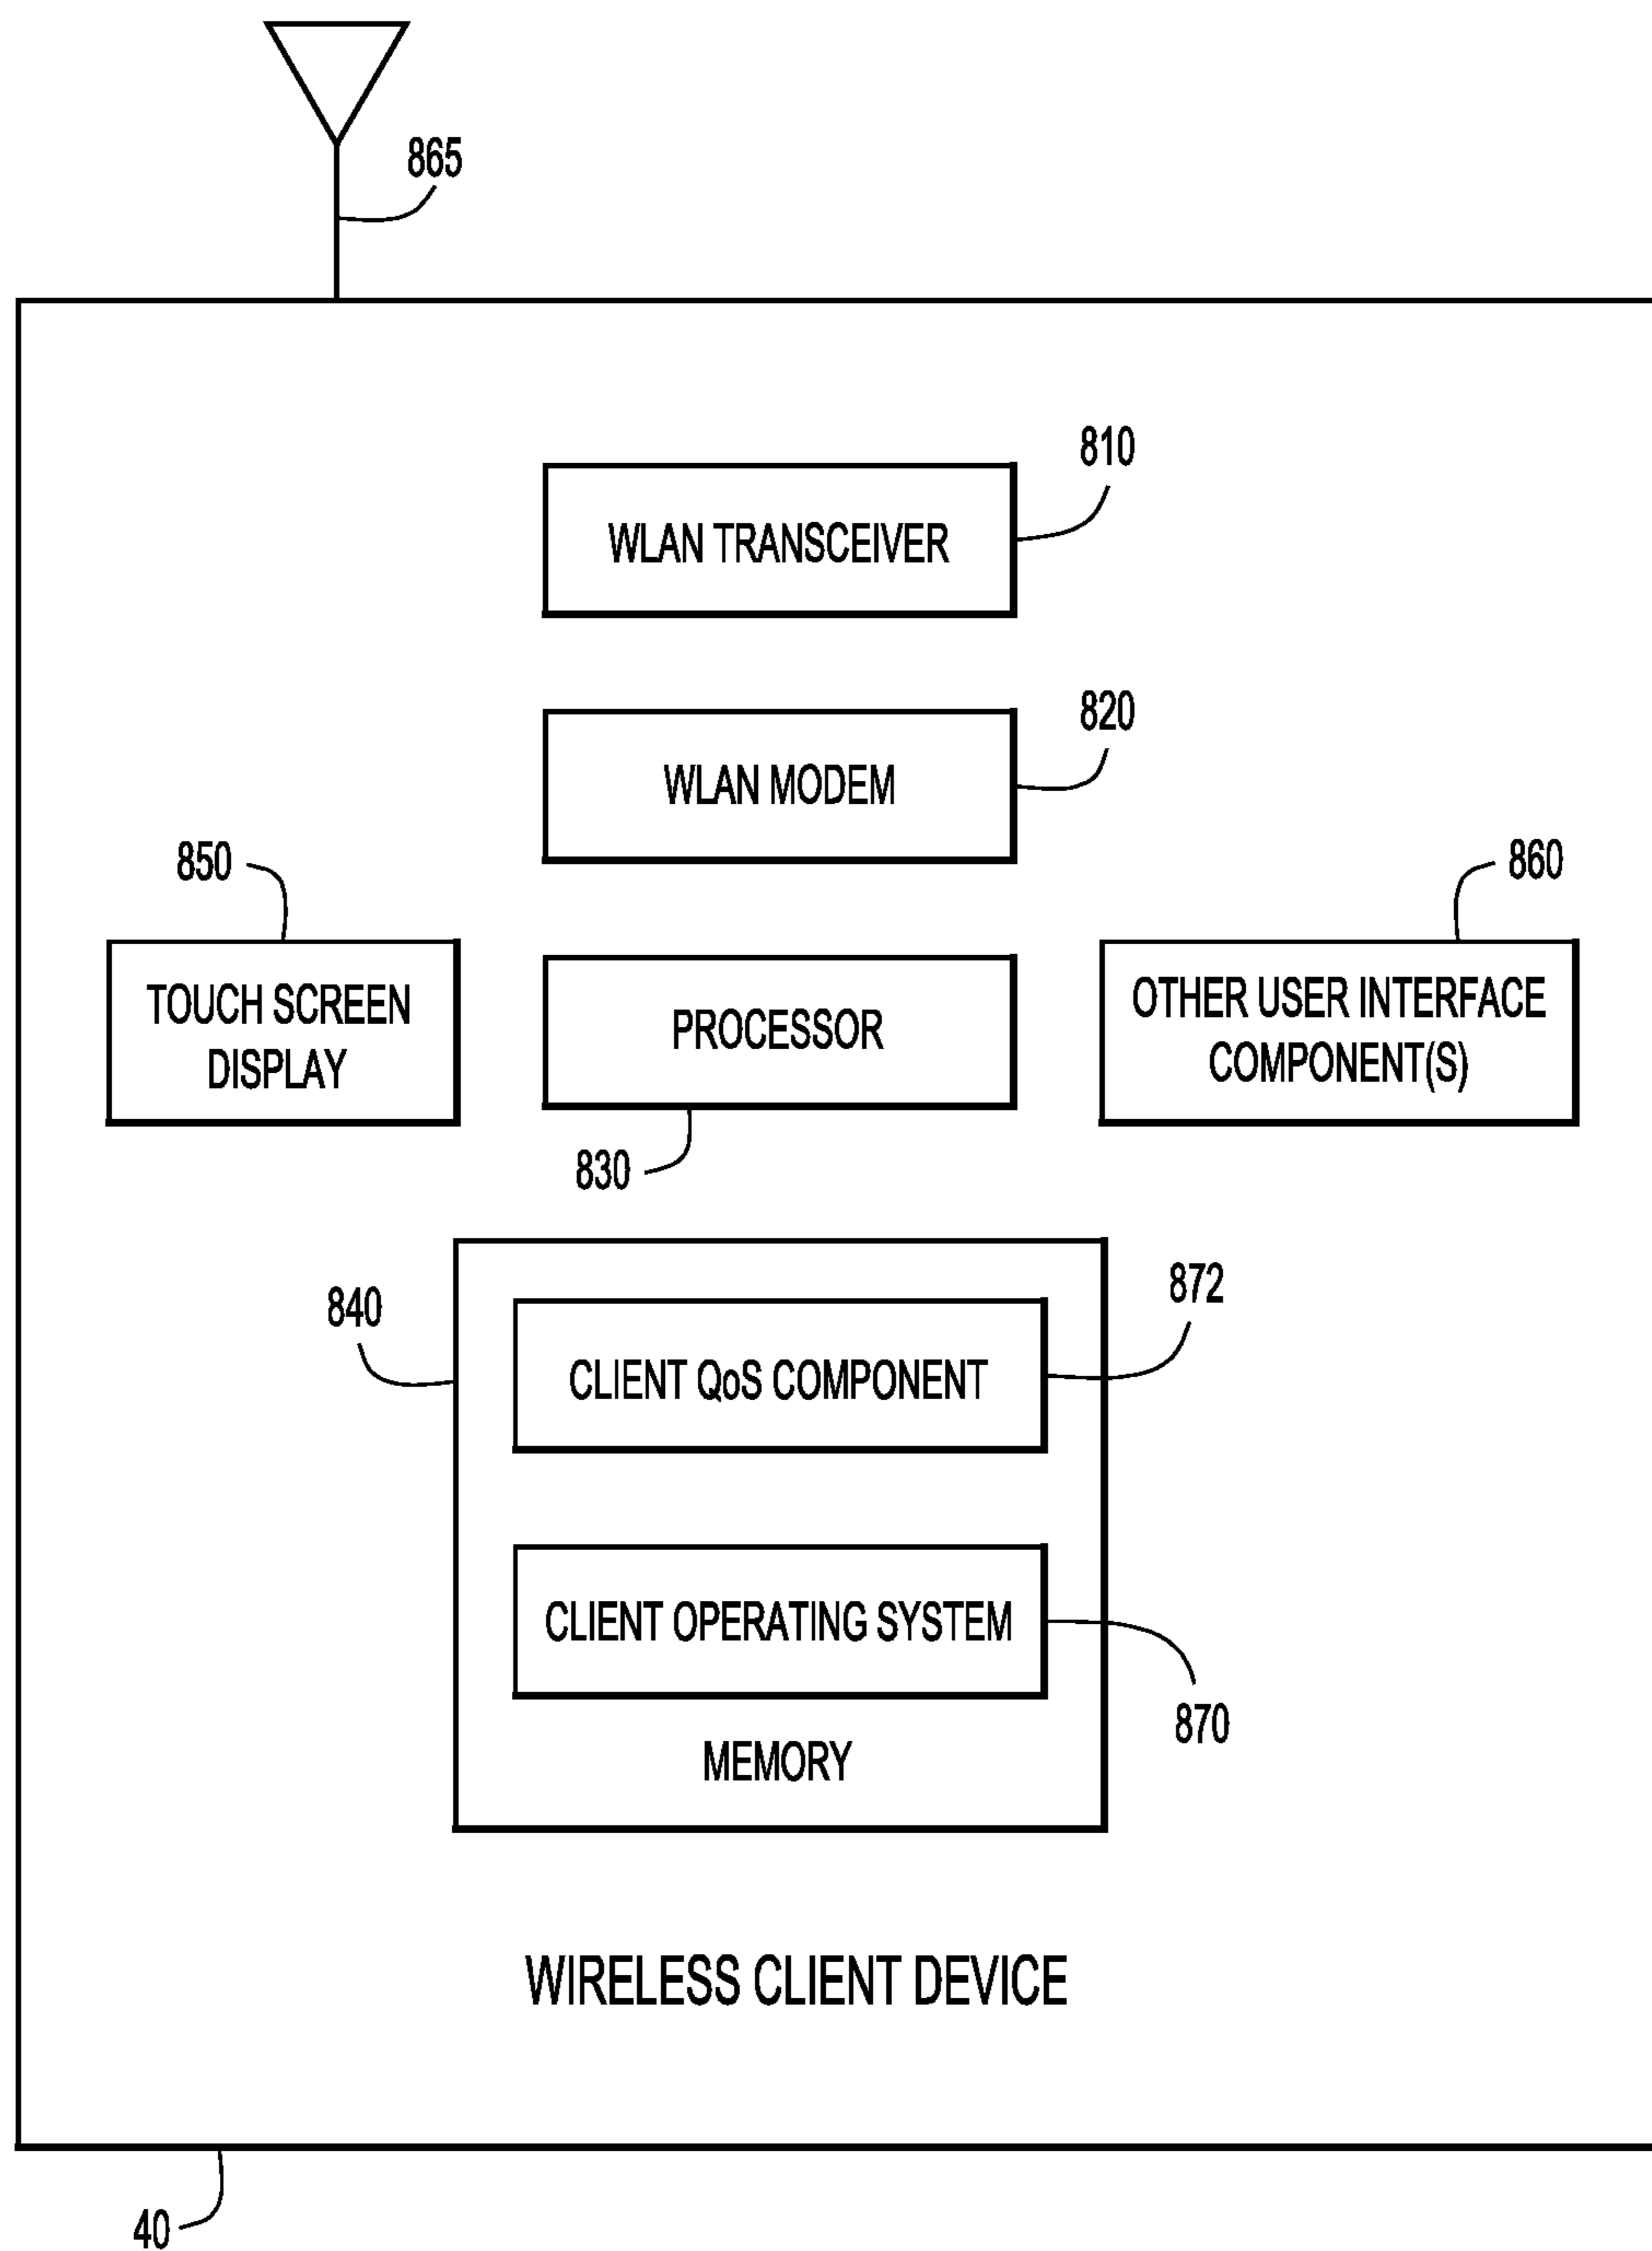 865
810
WLAN TRANSCEIVER
820
WLAN MODEM
850
860
TOUCH SCREEN
DISPLAY
PROCESSOR
OTHER USER INTERFACE
COMPONENT(S)
830
840
872
CLIENT QoS COMPONENT
CLIENT OPERATING SYSTEM
870
MEMORY
WIRELESS CLIENT DEVICE
40